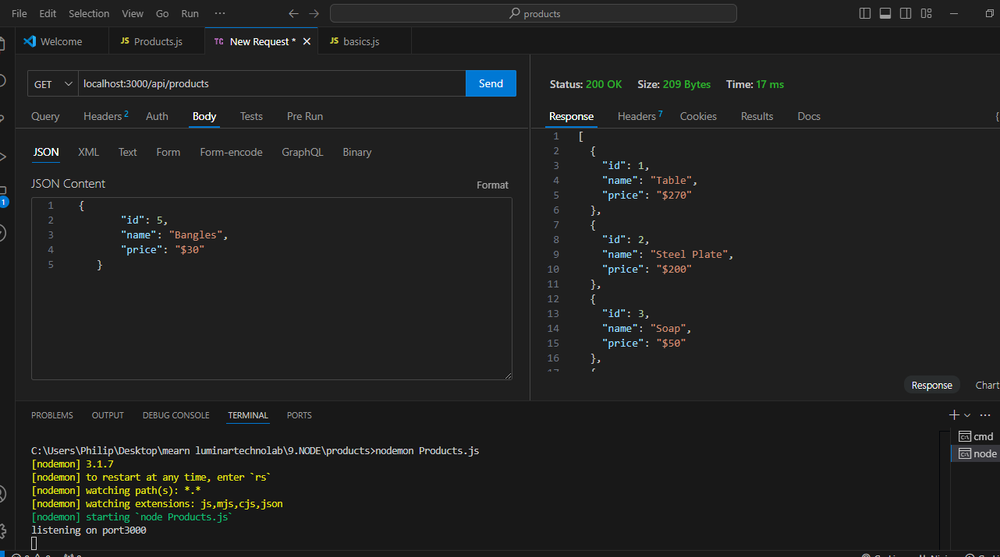 File Edit Selection View Go Run ··· products
Welcome JS Products.js TC New Request * JS basics.js
GET localhost:3000/api/products Send
Query Headers 2 Auth Body Tests Pre Run
JSON XML Text Form Form-encode GraphQL Binary
JSON Content Format
1 {
2 "id": 5,
3 "name": "Bangles",
4 "price": "$30"
5 }
Status: 200 OK Size: 209 Bytes Time: 17 ms
Response Headers 7 Cookies Results Docs {
1 [
2 {
3 "id": 1,
4 "name": "Table",
5 "price": "$270"
6 },
7 {
8 "id": 2,
9 "name": "Steel Plate",
10 "price": "$200"
11 },
12 {
13 "id": 3,
14 "name": "Soap",
15 "price": "$50"
16 },
17 {
Response Chart
1
PROBLEMS OUTPUT DEBUG CONSOLE TERMINAL PORTS
cmd
node
C:\Users\Philip\Desktop\mearn luminartechnolab\9.NODE\products>nodemon Products.js
[nodemon] 3.1.7
[nodemon] to restart at any time, enter `rs`
[nodemon] watching path(s): *.*
[nodemon] watching extensions: js,mjs,cjs,json
[nodemon] starting `node Products.js`
listening on port3000